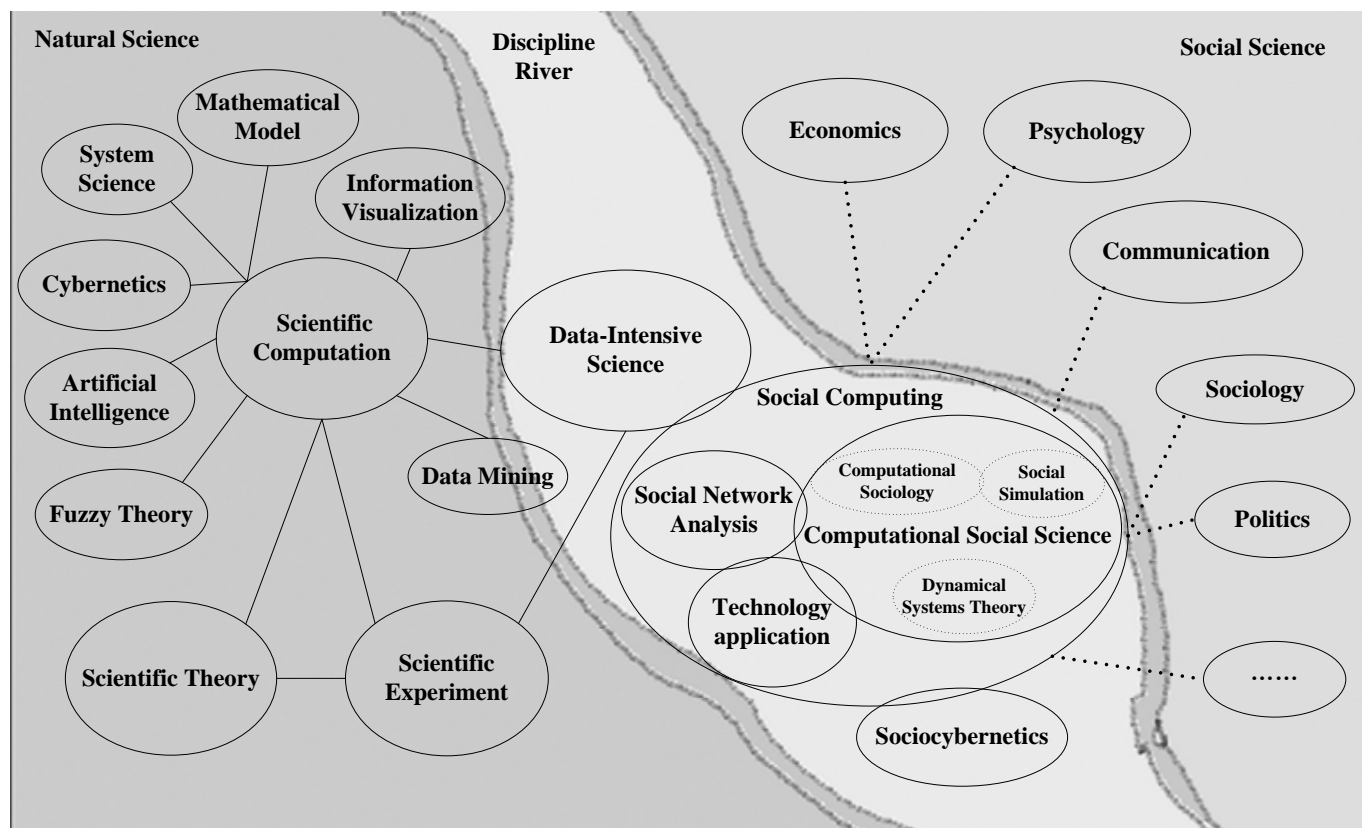 Natural Science
Discipline
River
Social Science
Mathematical
Model
System
Science
Information
Visualization
Cybernetics
Scientific
Computation
Artificial
Intelligence
Fuzzy Theory
Data Mining
Scientific Theory
Scientific
Experiment
Data-Intensive
Science
Economics
Psychology
Communication
Sociology
Politics
……
Social Computing
Computational
Sociology
Social
Simulation
Social Network
Analysis
Computational Social Science
Dynamical
Systems Theory
Technology
application
Sociocybernetics